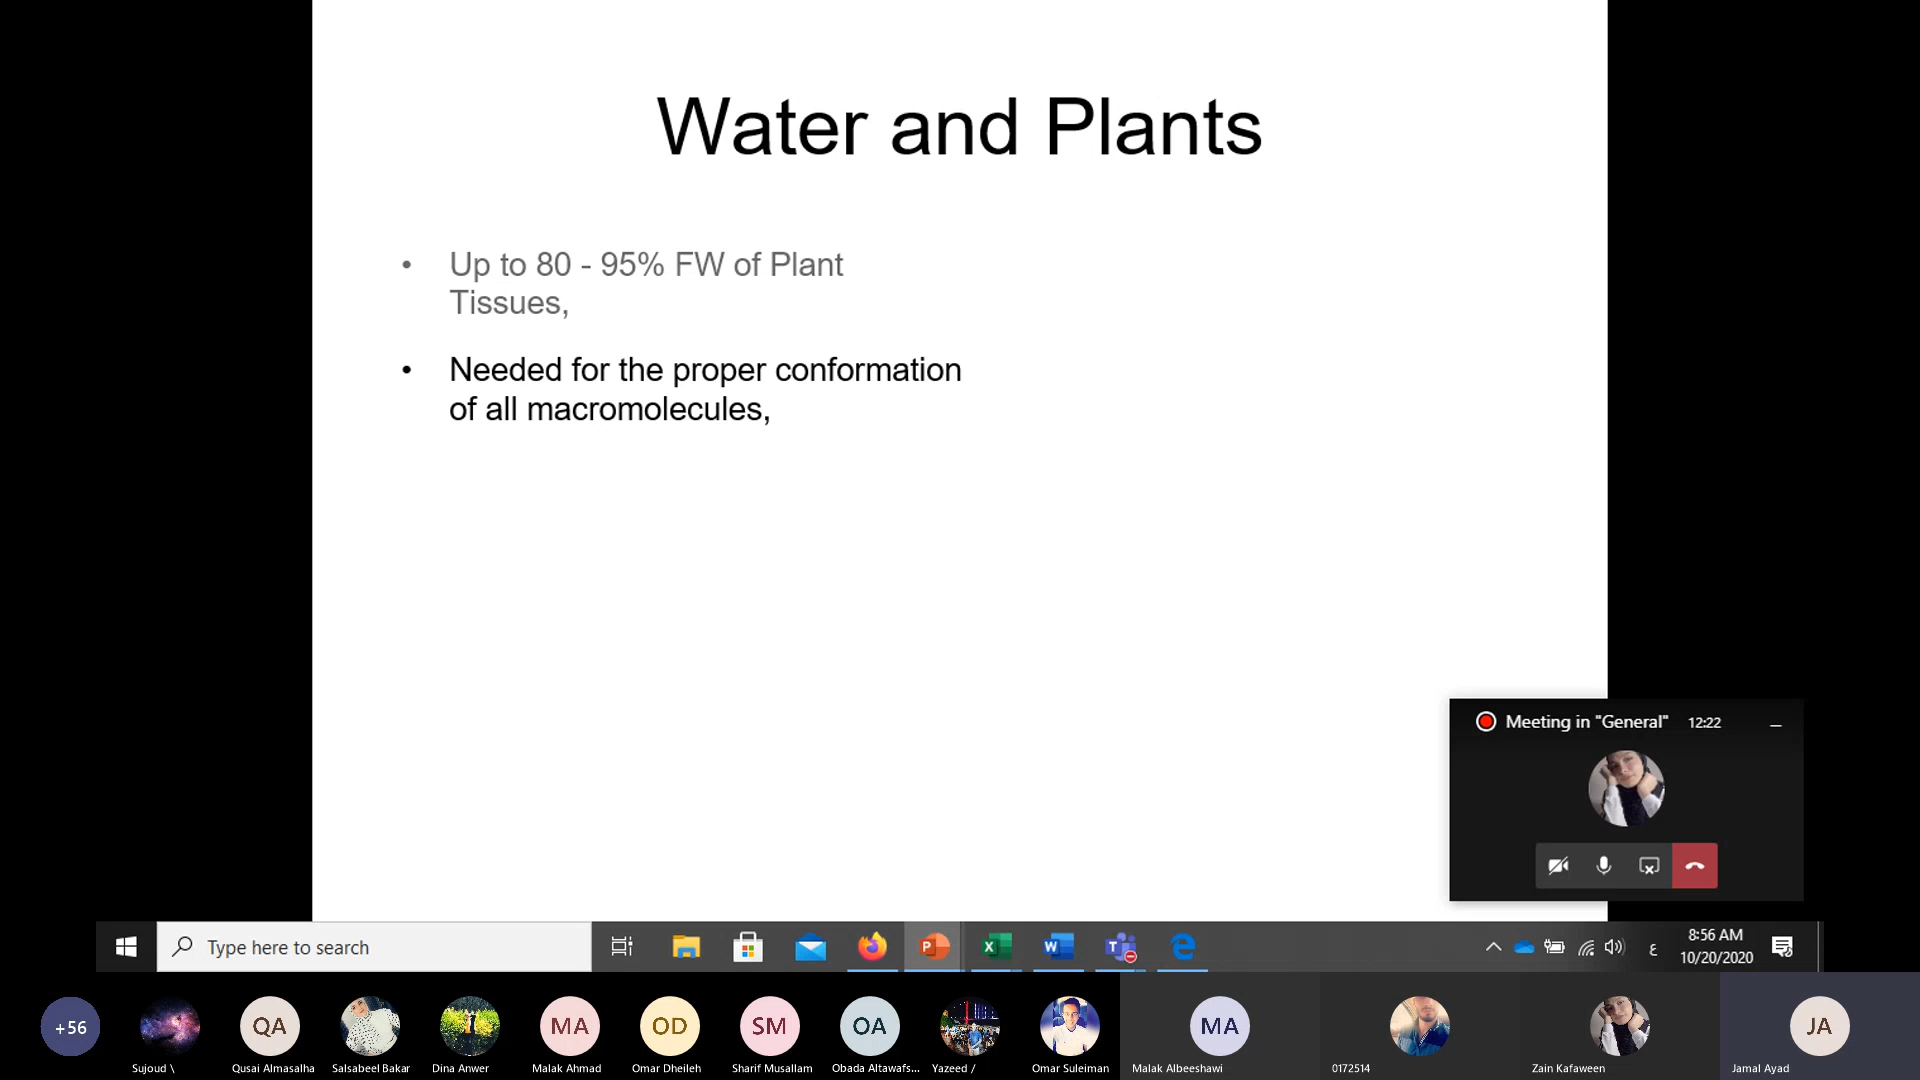 Water and Plants
• Up to 80 - 95% FW of Plant
Tissues,
• Needed for the proper conformation
of all macromolecules,
Meeting in "General" 12:22
Type here to search
P
X
W
T
ع
8:56 AM
10/20/2020
+56
QA
MA
OD
SM
OA
MA
JA
Sujoud \
Qusai Almasalha
Salsabeel Bakar
Dina Anwer
Malak Ahmad
Omar Dheileh
Sharif Musallam
Obada Altawafs...
Yazeed /
Omar Suleiman
Malak Albeeshawi
0172514
Zain Kafaween
Jamal Ayad